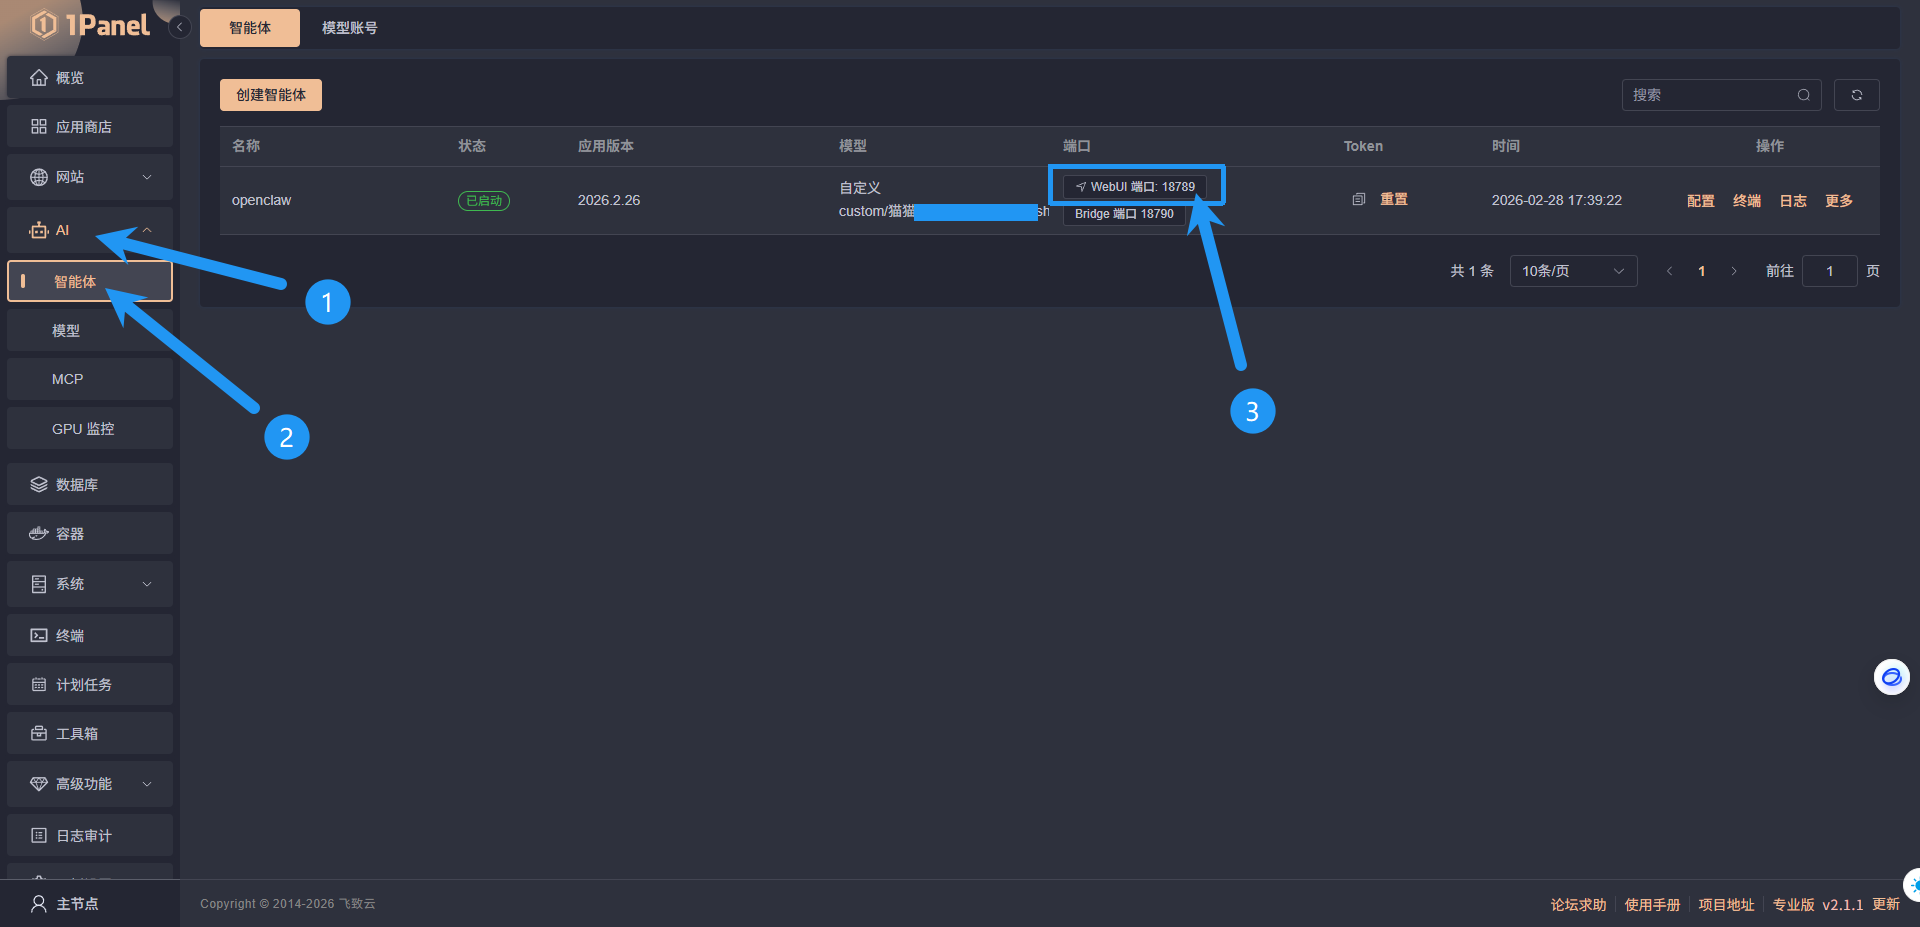 1Panel
智能体
模型账号
概览
应用商店
网站
AI
智能体
模型
MCP
GPU 监控
数据库
容器
系统
终端
计划任务
工具箱
高级功能
日志审计
主节点
创建智能体
搜索
名称
状态
应用版本
模型
端口
Token
时间
操作
openclaw
已启动
2026.2.26
自定义
custom/猫猫
WebUI 端口: 18789
Bridge 端口 18790
重置
2026-02-28 17:39:22
配置
终端
日志
更多
共 1 条
10条/页
1
前往
1
页
1
2
3
Copyright © 2014-2026 飞致云
论坛求助
使用手册
项目地址
专业版 v2.1.1 更新